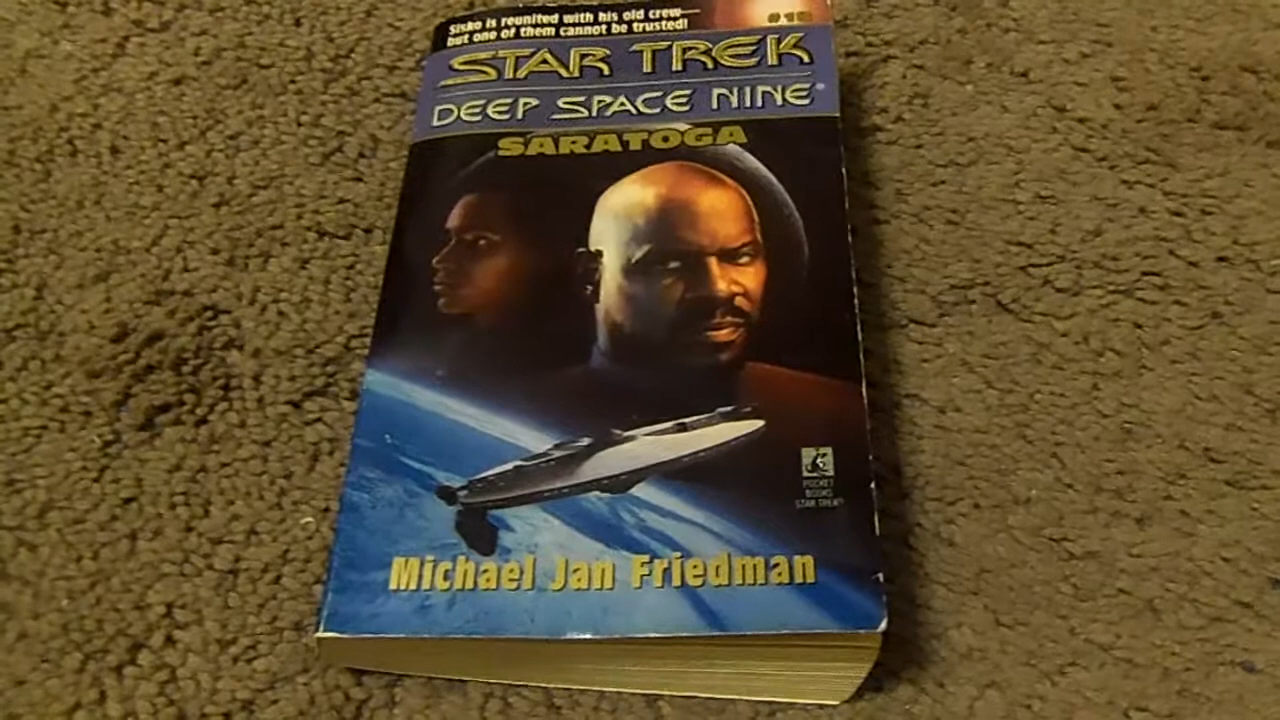 Sisko is reunited with his old crew—
but one of them cannot be trusted!
STAR TREK
DEEP SPACE NINE®
SARATOGA
POCKET
BOOKS
STAR TREK®
Michael Jan Friedman